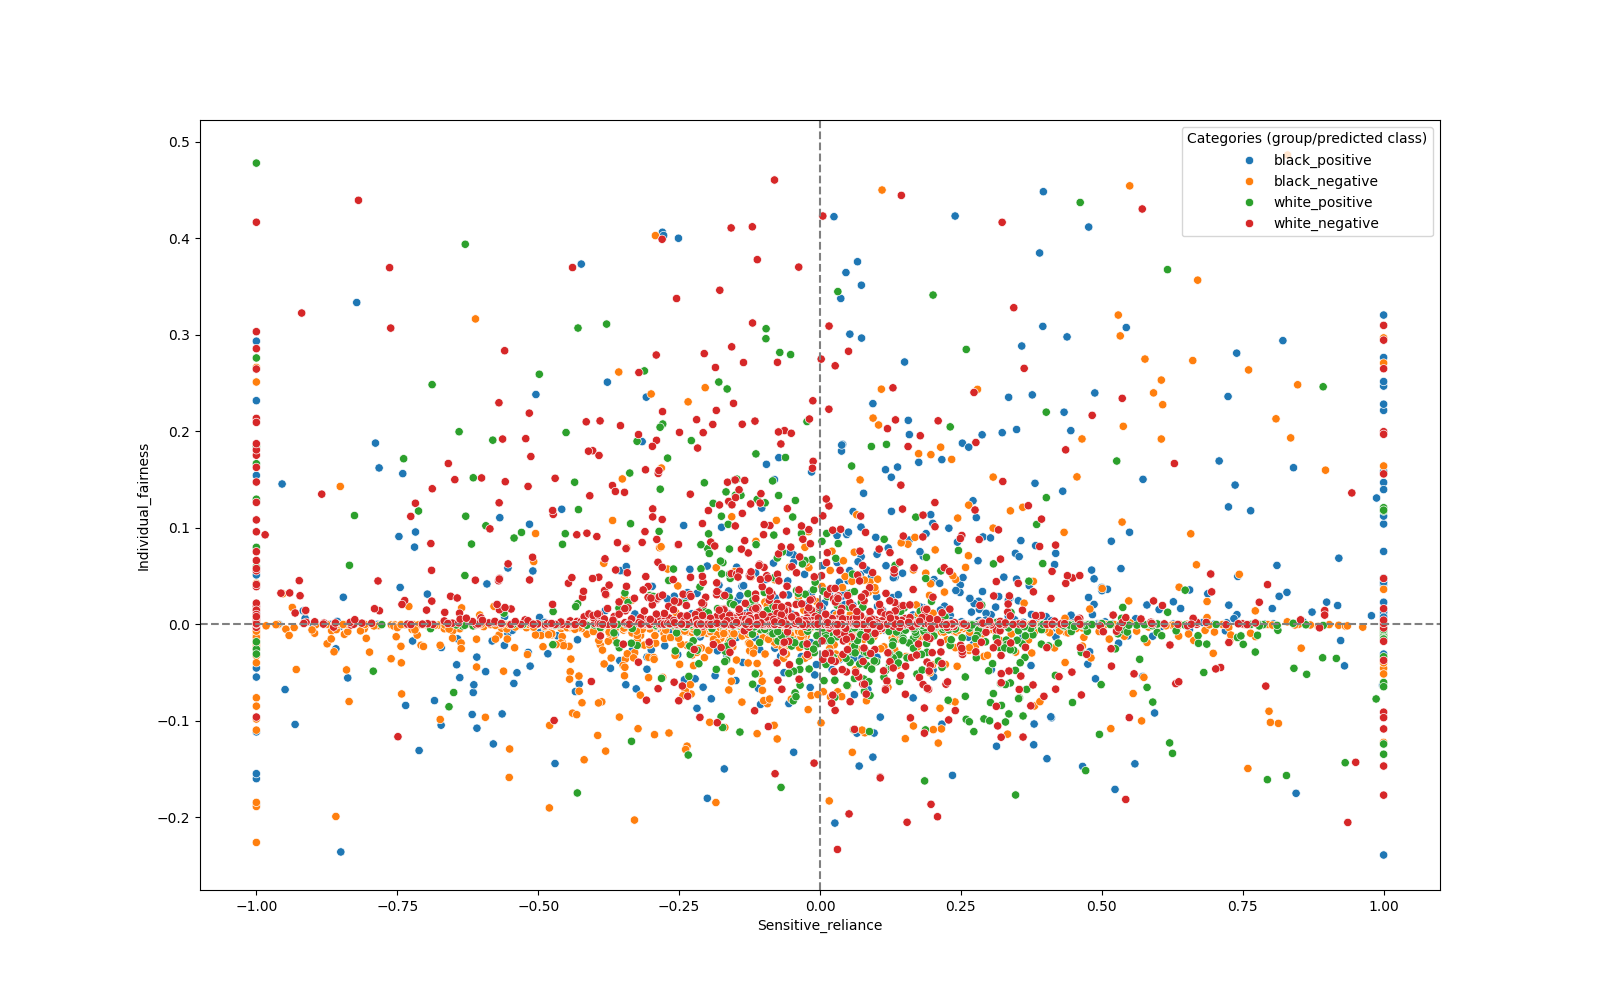 Categories (group/predicted class)
black_positive
black_negative
white_positive
white_negative
0.5
0.4
0.3
0.2
0.1
0.0
−0.1
−0.2
Individual_fairness
−1.00
−0.75
−0.50
−0.25
0.00
0.25
0.50
0.75
1.00
Sensitive_reliance